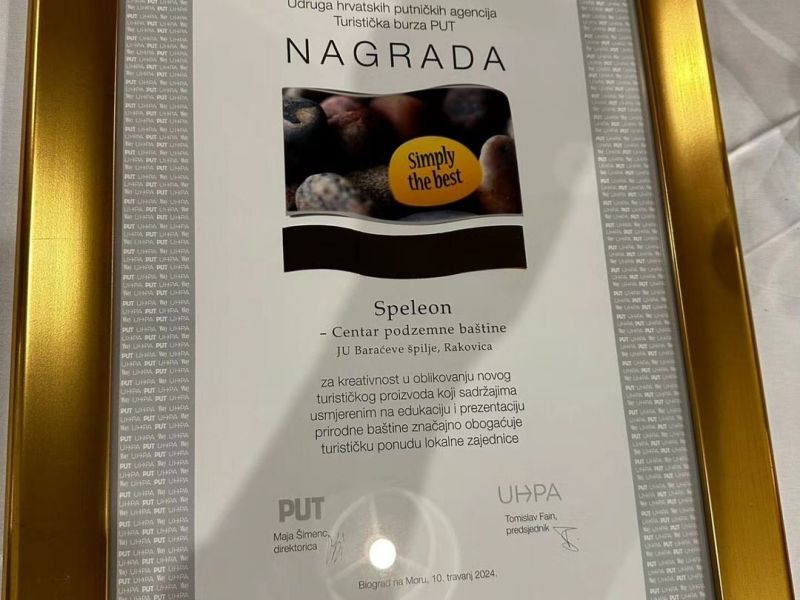 Udruga hrvatskih putničkih agencija
Turistička burza PUT
NAGRADA
Simply
the best
Speleon
– Centar podzemne baštine
JU Baraćeve špilje, Rakovica
za kreativnost u oblikovanju novog
turističkog proizvoda koji sadržajima
usmjerenim na edukaciju i prezentaciju
prirodne baštine značajno obogaćuje
turističku ponudu lokalne zajednice
PUT
Maja Šimenc,
direktorica
UHPA
Tomislav Fain,
predsjednik
Biograd na Moru, 10. travanj 2024.